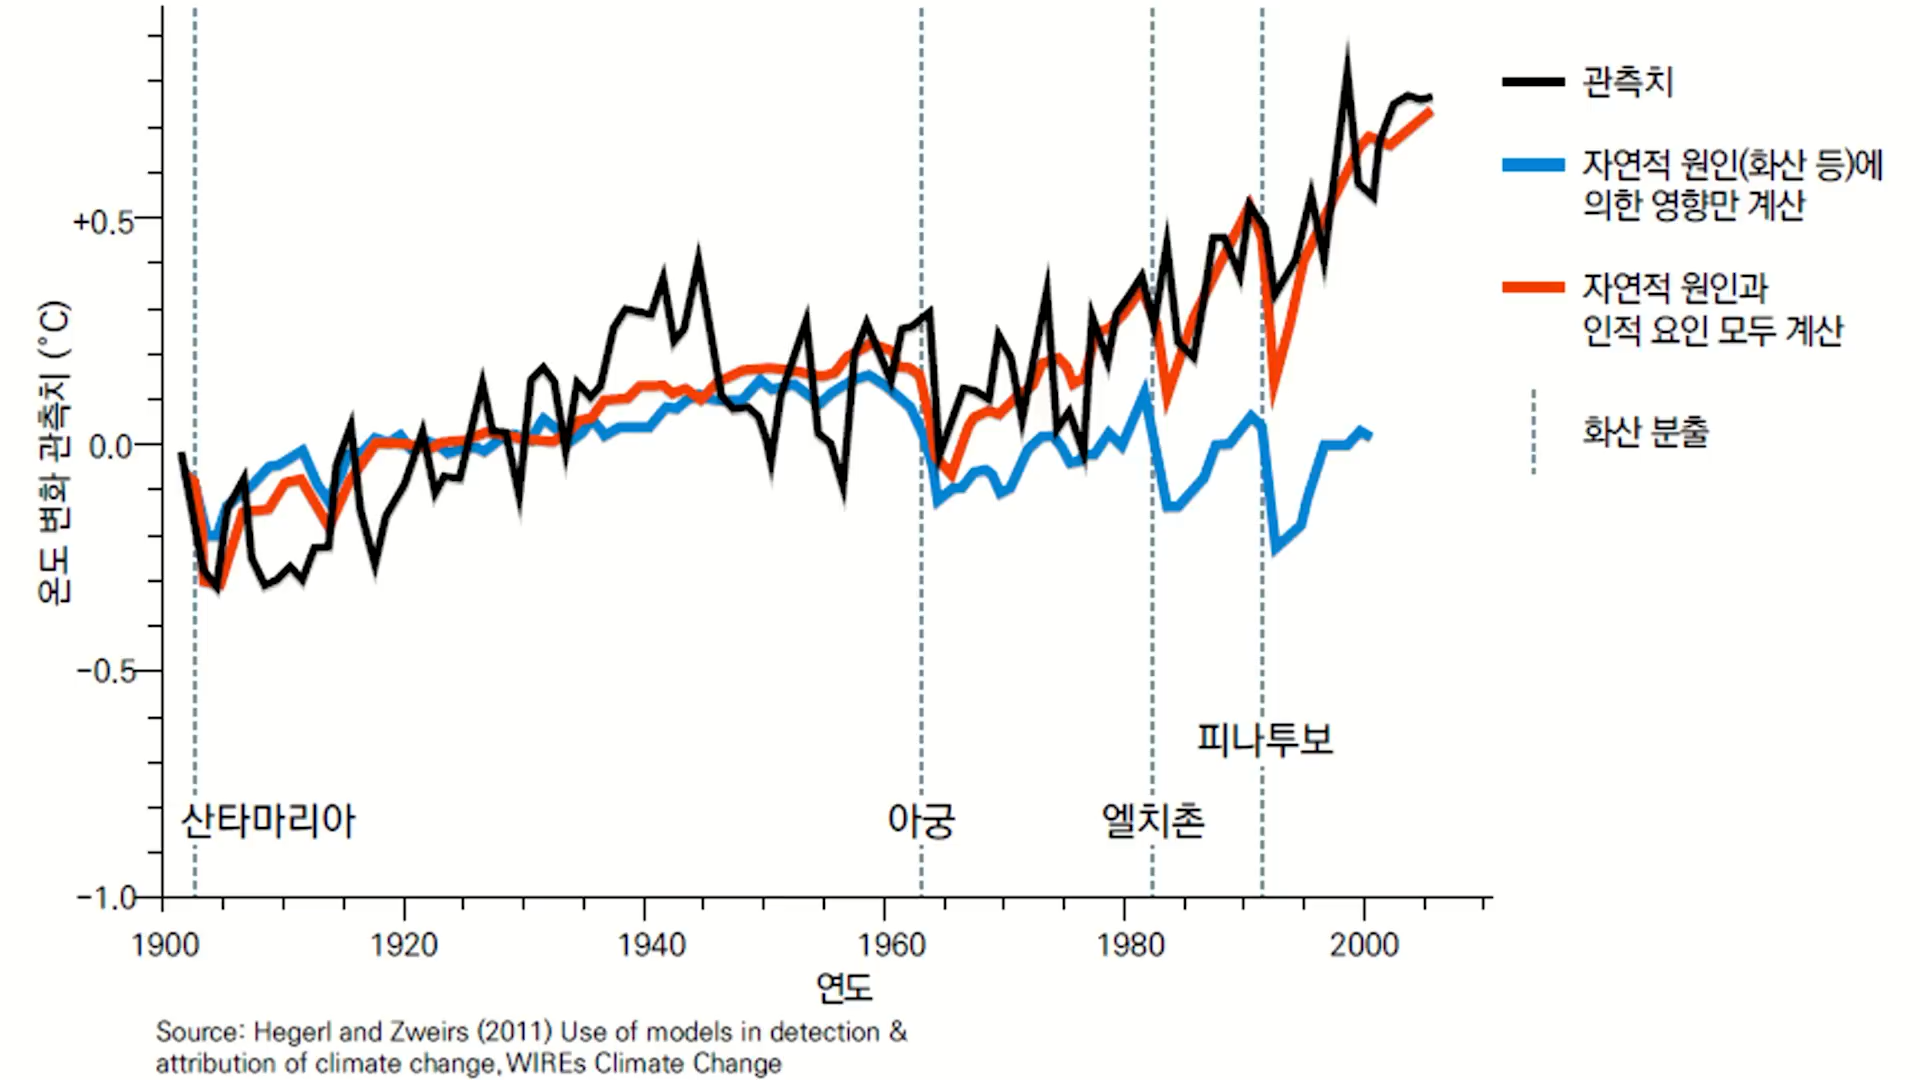 관측치
자연적 원인(화산 등)에
의한 영향만 계산
자연적 원인과
인적 요인 모두 계산
화산 분출
온도 변화 관측치 (°C)
+0.5
0.0
-0.5
-1.0
피나투보
산타마리아 아궁 엘치촌
1900 1920 1940 1960 1980 2000
연도
Source: Hegerl and Zweirs (2011) Use of models in detection &
attribution of climate change, WIREs Climate Change